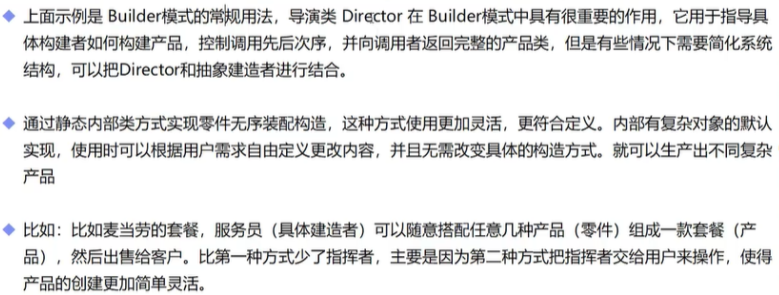 上面示例是 Builder模式的常规用法，导演类 Director 在 Builder模式中具有很重要的作用，它用于指导具
体构建者如何构建产品，控制调用先后次序，并向调用者返回完整的产品类，但是有些情况下需要简化系统
结构，可以把Director和抽象建造者进行结合。
通过静态内部类方式实现零件无序装配构造，这种方式使用更加灵活，更符合定义。内部有复杂对象的默认
实现，使用时可以根据用户需求自由定义更改内容，并且无需改变具体的构造方式。就可以生产出不同复杂
产品
比如：比如麦当劳的套餐，服务员（具体建造者）可以随意搭配任意几种产品（零件）组成一款套餐（产
品），然后出售给客户。比第一种方式少了指挥者，主要是因为第二种方式把指挥者交给用户来操作，使得
产品的创建更加简单灵活。